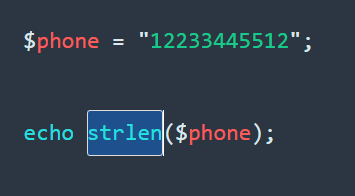 $phone = "12233445512";
echo strlen($phone);